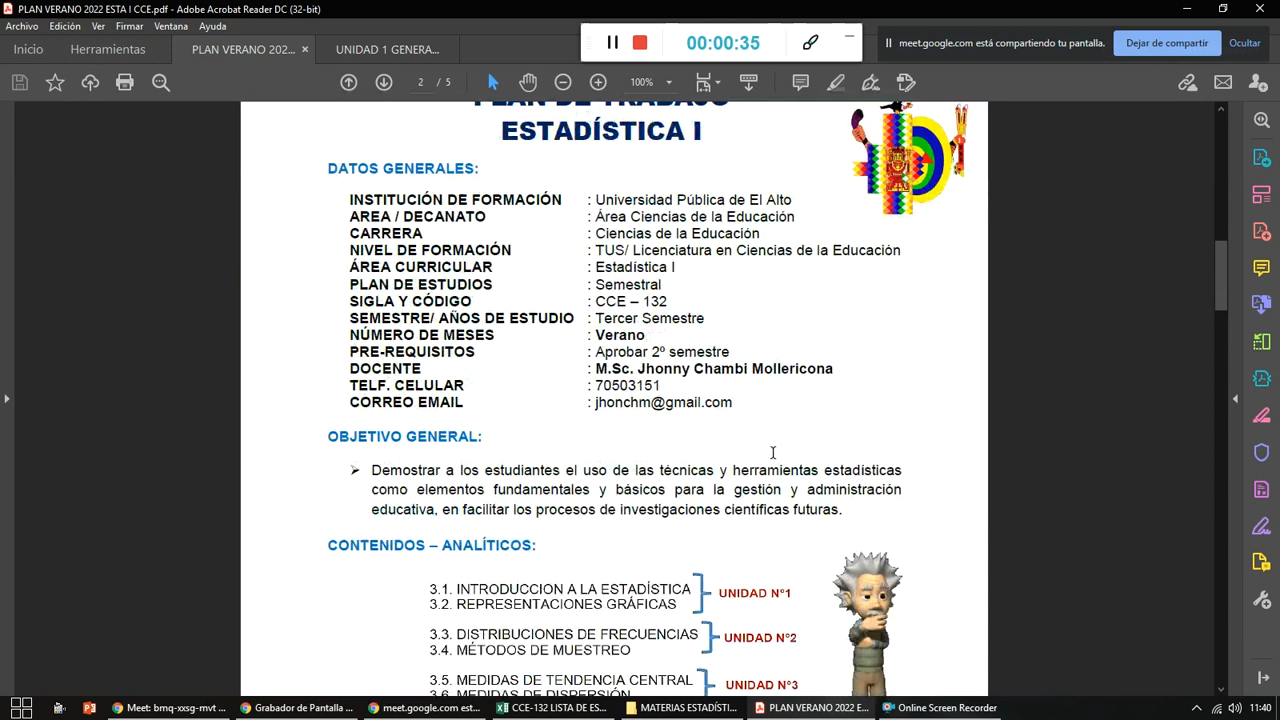 PLAN VERANO 2022 ESTA I CCE.pdf - Adobe Acrobat Reader DC (32-bit)
Archivo Edición Ver Firmar Ventana Ayuda
Inicio Herramientas PLAN VERANO 202... × UNIDAD 1 GENERA...
00:00:35
meet.google.com está compartiendo tu pantalla. Dejar de compartir Ocultar
2 / 5 100%
PLAN DE TRABAJO
ESTADÍSTICA I
DATOS GENERALES:
INSTITUCIÓN DE FORMACIÓN : Universidad Pública de El Alto
AREA / DECANATO : Área Ciencias de la Educación
CARRERA : Ciencias de la Educación
NIVEL DE FORMACIÓN : TUS/ Licenciatura en Ciencias de la Educación
ÁREA CURRICULAR : Estadística I
PLAN DE ESTUDIOS : Semestral
SIGLA Y CÓDIGO : CCE – 132
SEMESTRE/ AÑOS DE ESTUDIO : Tercer Semestre
NÚMERO DE MESES : Verano
PRE-REQUISITOS : Aprobar 2º semestre
DOCENTE : M.Sc. Jhonny Chambi Mollericona
TELF. CELULAR : 70503151
CORREO EMAIL : jhonchm@gmail.com
OBJETIVO GENERAL:
➢ Demostrar a los estudiantes el uso de las técnicas y herramientas estadísticas
como elementos fundamentales y básicos para la gestión y administración
educativa, en facilitar los procesos de investigaciones científicas futuras.
CONTENIDOS – ANALÍTICOS:
3.1. INTRODUCCION A LA ESTADÍSTICA
3.2. REPRESENTACIONES GRÁFICAS
UNIDAD N°1
3.3. DISTRIBUCIONES DE FRECUENCIAS
3.4. MÉTODOS DE MUESTREO
UNIDAD N°2
3.5. MEDIDAS DE TENDENCIA CENTRAL
3.6. MEDIDAS DE DISPERSIÓN
UNIDAD N°3
Meet: bmq-xxsg-mvt ... Grabador de Pantalla ... meet.google.com est... CCE-132 LISTA DE ES... MATERIAS ESTADÍSTI... PLAN VERANO 2022 E... Online Screen Recorder 11:40